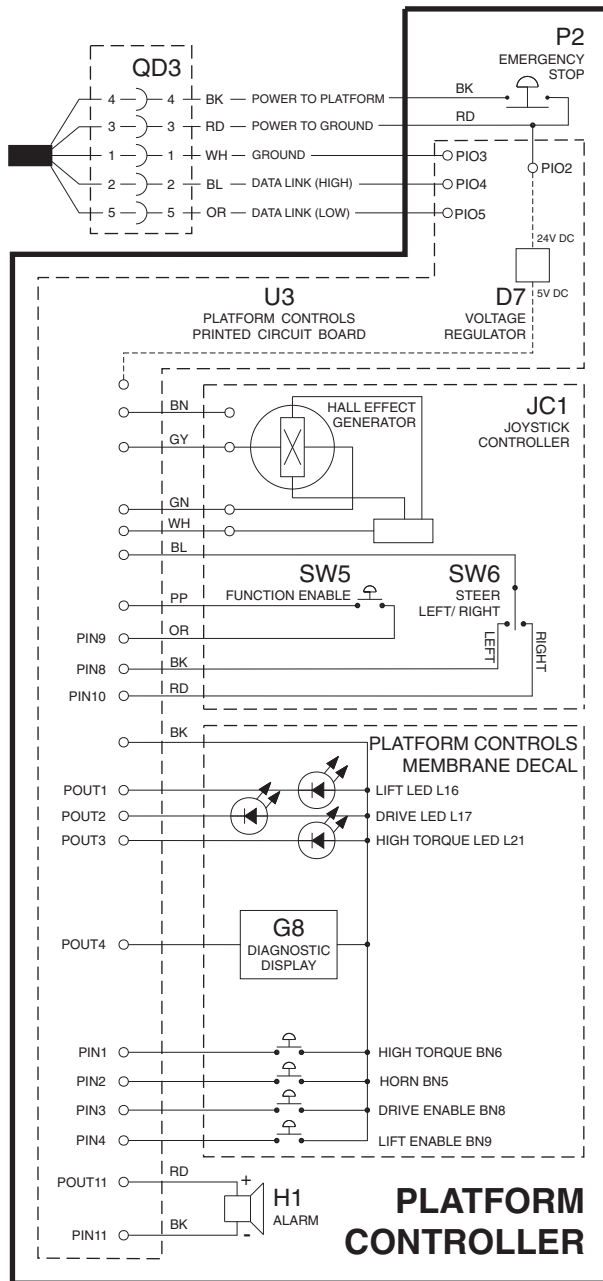 P2
EMERGENCY
STOP
QD3
4 4 BK POWER TO PLATFORM BK
3 3 RD POWER TO GROUND RD
1 1 WH GROUND PIO3
2 2 BL DATA LINK (HIGH) PIO4
5 5 OR DATA LINK (LOW) PIO5
PIO2
24V DC
5V DC
U3
PLATFORM CONTROLS
PRINTED CIRCUIT BOARD
D7
VOLTAGE
REGULATOR
BN
GY
GN
WH
BL
HALL EFFECT
GENERATOR
JC1
JOYSTICK
CONTROLLER
SW5
FUNCTION ENABLE
SW6
STEER
LEFT/ RIGHT
LEFT
RIGHT
PP
PIN9 OR
PIN8 BK
PIN10 RD
BK
PLATFORM CONTROLS
MEMBRANE DECAL
POUT1 LIFT LED L16
POUT2 DRIVE LED L17
POUT3 HIGH TORQUE LED L21
POUT4
G8
DIAGNOSTIC
DISPLAY
PIN1 HIGH TORQUE BN6
PIN2 HORN BN5
PIN3 DRIVE ENABLE BN8
PIN4 LIFT ENABLE BN9
POUT11 RD +
H1
ALARM
PIN11 BK -
PLATFORM
CONTROLLER